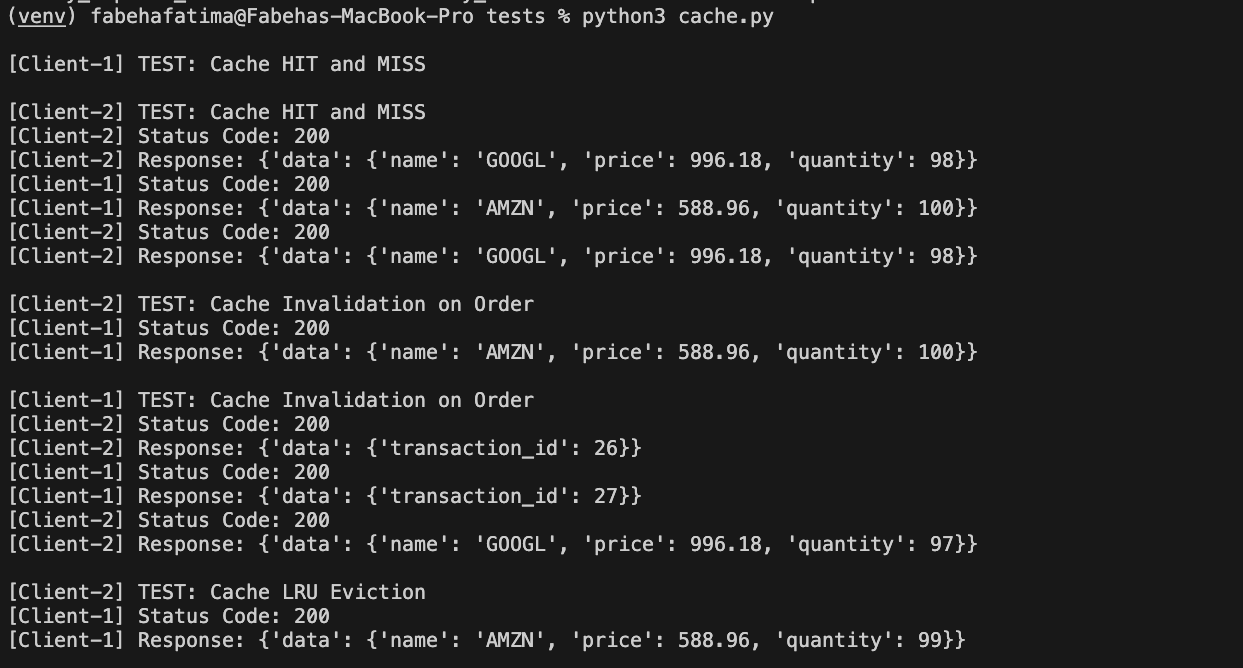 (venv) fabehafatima@Fabehas-MacBook-Pro tests % python3 cache.py
[Client-1] TEST: Cache HIT and MISS
[Client-2] TEST: Cache HIT and MISS
[Client-2] Status Code: 200
[Client-2] Response: {'data': {'name': 'GOOGL', 'price': 996.18, 'quantity': 98}}
[Client-1] Status Code: 200
[Client-1] Response: {'data': {'name': 'AMZN', 'price': 588.96, 'quantity': 100}}
[Client-2] Status Code: 200
[Client-2] Response: {'data': {'name': 'GOOGL', 'price': 996.18, 'quantity': 98}}
[Client-2] TEST: Cache Invalidation on Order
[Client-1] Status Code: 200
[Client-1] Response: {'data': {'name': 'AMZN', 'price': 588.96, 'quantity': 100}}
[Client-1] TEST: Cache Invalidation on Order
[Client-2] Status Code: 200
[Client-2] Response: {'data': {'transaction_id': 26}}
[Client-1] Status Code: 200
[Client-1] Response: {'data': {'transaction_id': 27}}
[Client-2] Status Code: 200
[Client-2] Response: {'data': {'name': 'GOOGL', 'price': 996.18, 'quantity': 97}}
[Client-2] TEST: Cache LRU Eviction
[Client-1] Status Code: 200
[Client-1] Response: {'data': {'name': 'AMZN', 'price': 588.96, 'quantity': 99}}